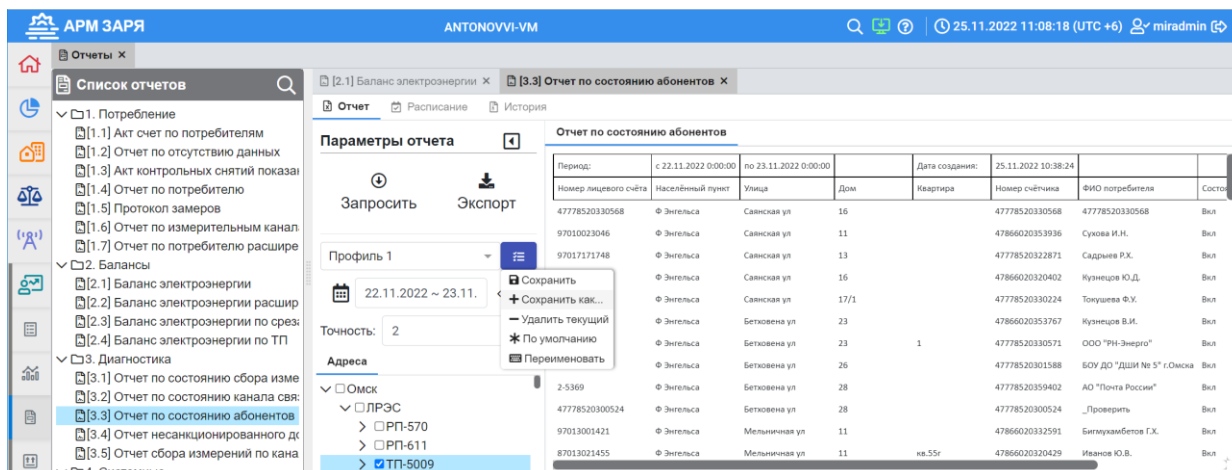 АРМ ЗАРЯ ANTONOVVI-VM 25.11.2022 11:08:18 (UTC +6) miradmin
Отчеты
Список отчетов
1. Потребление
[1.1] Акт счет по потребителям
[1.2] Отчет по отсутствию данных
[1.3] Акт контрольных снятий показа
[1.4] Отчет по потребителю
[1.5] Протокол замеров
[1.6] Отчет по измерительным канал
[1.7] Отчет по потребителю расшире
2. Балансы
[2.1] Баланс электроэнергии
[2.2] Баланс электроэнергии расшир
[2.3] Баланс электроэнергии по среза
[2.4] Баланс электроэнергии по ТП
3. Диагностика
[3.1] Отчет по состоянию сбора изме
[3.2] Отчет по состоянию канала свя
[3.3] Отчет по состоянию абонентов
[3.4] Отчет несанкционированного до
[3.5] Отчет сбора измерений по кана
[2.1] Баланс электроэнергии [3.3] Отчет по состоянию абонентов
Отчет Расписание История
Параметры отчета
Запросить Экспорт
Профиль 1
22.11.2022 ~ 23.11.
Точность: 2
Сохранить
Сохранить как...
Удалить текущий
По умолчанию
Переименовать
Адреса
Омск
ЛРЭС
РП-570
РП-611
ТП-5009
Отчет по состоянию абонентов
Период: с 22.11.2022 0:00:00 по 23.11.2022 0:00:00 Дата создания: 25.11.2022 10:38:24
Номер лицевого счёта Населённый пункт Улица Дом Квартира Номер счётчика ФИО потребителя Состо
47778520330568 Ф Энгельса Саянская ул 16 47778520330568 47778520330568 Вкл
97010023046 Ф Энгельса Саянская ул 11 47866020353936 Сухова И.Н. Вкл
97017171748 Ф Энгельса Саянская ул 13 47778520322871 Садрыев Р.Х. Вкл
Ф Энгельса Саянская ул 16 47866020320402 Кузнецов Ю.Д. Вкл
Ф Энгельса Саянская ул 17/1 47778520330224 Токушева Ф.У. Вкл
Ф Энгельса Бетховена ул 23 47866020353767 Кузнецов В.И. Вкл
Ф Энгельса Бетховена ул 23 1 47778520330571 ООО "РН-Энерго" Вкл
Ф Энгельса Бетховена ул 26 47778520301588 БОУ ДО "ДШИ № 5" г.Омска Вкл
2-5369 Ф Энгельса Бетховена ул 28 47778520359402 АО "Почта России" Вкл
47778520300524 Ф Энгельса Бетховена ул 28 47778520300524 _Проверить Вкл
97013001421 Ф Энгельса Мельничная ул 11 47866020332591 Бигмухамбетов Г.Х. Вкл
87013021455 Ф Энгельса Мельничная ул 11 кв.55г 47866020320429 Иванов Ю.В. Вкл